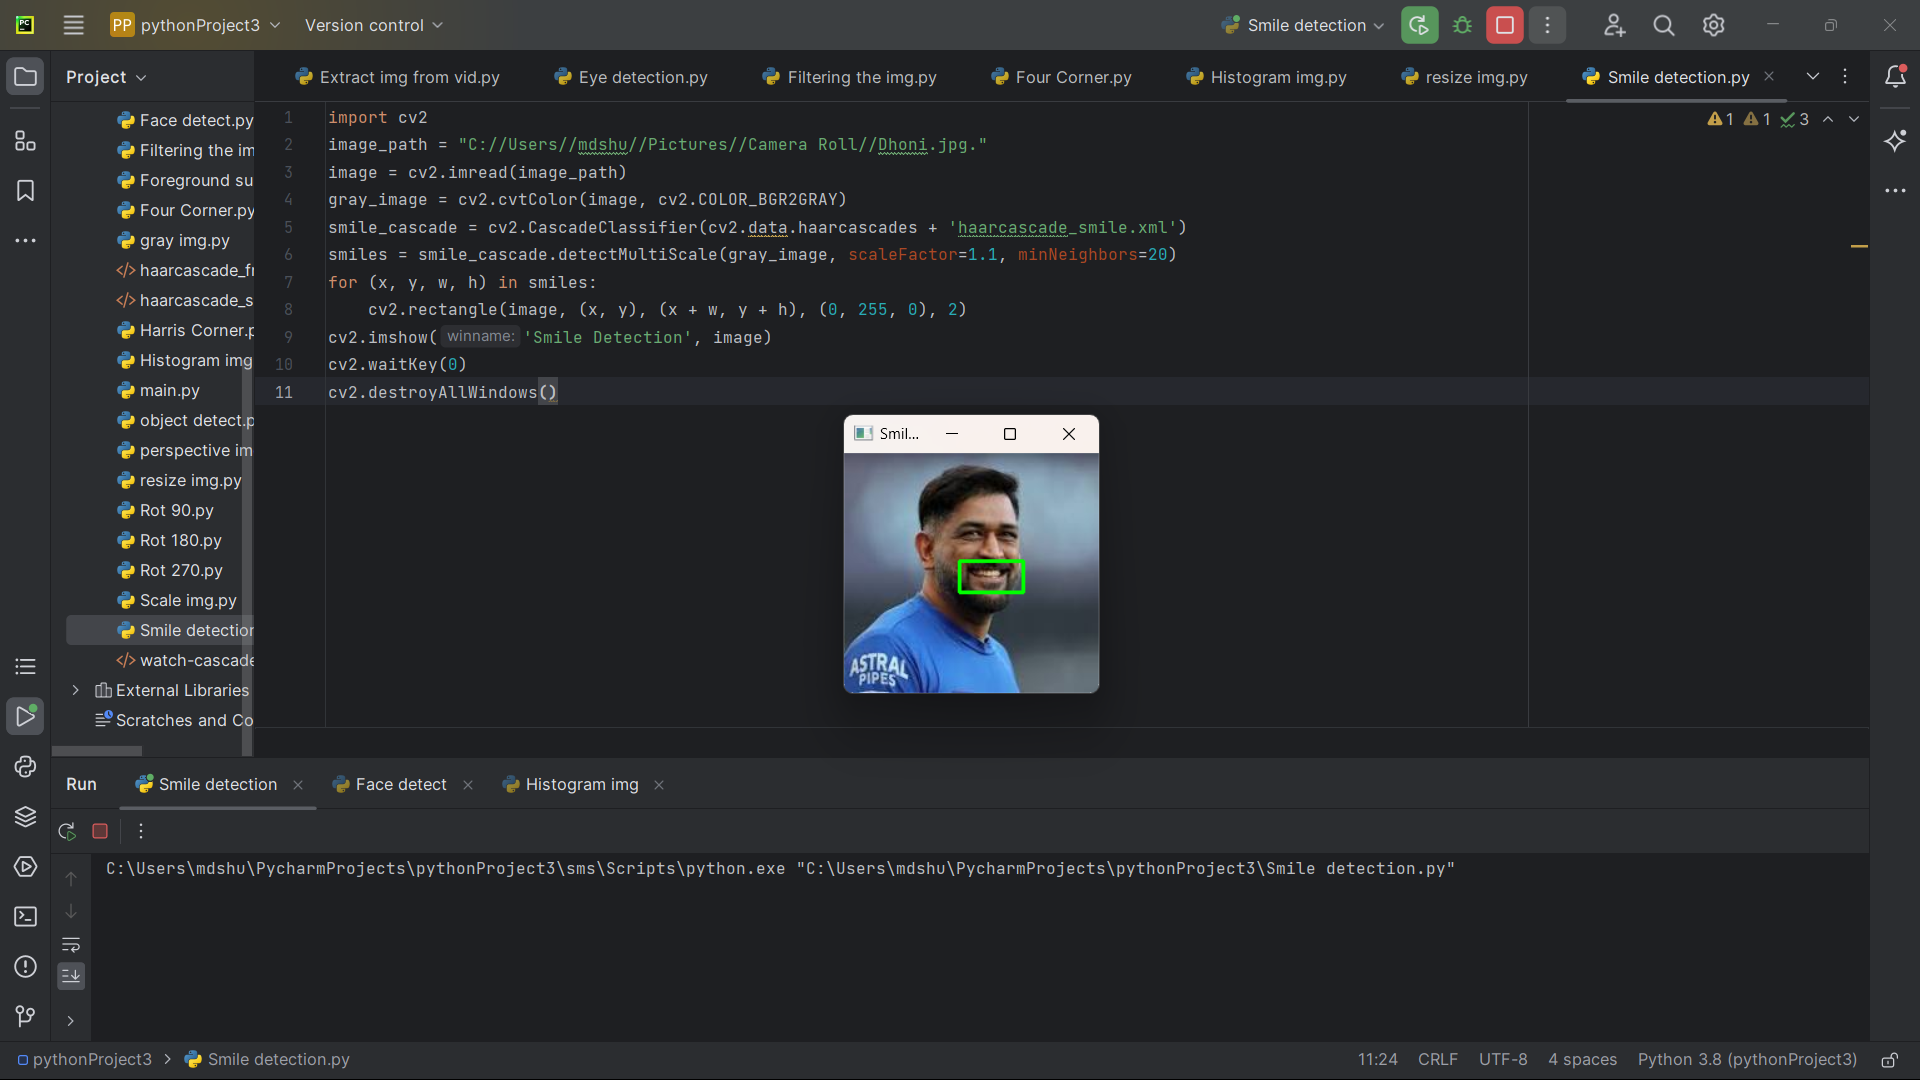 PC
PP pythonProject3 Version control Smile detection
Project
Extract img from vid.py Eye detection.py Filtering the img.py Four Corner.py Histogram img.py resize img.py Smile detection.py
Face detect.py
Filtering the im
Foreground su
Four Corner.py
gray img.py
</> haarcascade_fr
</> haarcascade_s
Harris Corner.p
Histogram img
main.py
object detect.p
perspective im
resize img.py
Rot 90.py
Rot 180.py
Rot 270.py
Scale img.py
Smile detection
</> watch-cascade
External Libraries
Scratches and Co
1 1 3
1 import cv2
2 image_path = "C://Users//mdshu//Pictures//Camera Roll//Dhoni.jpg."
3 image = cv2.imread(image_path)
4 gray_image = cv2.cvtColor(image, cv2.COLOR_BGR2GRAY)
5 smile_cascade = cv2.CascadeClassifier(cv2.data.haarcascades + 'haarcascade_smile.xml')
6 smiles = smile_cascade.detectMultiScale(gray_image, scaleFactor=1.1, minNeighbors=20)
7 for (x, y, w, h) in smiles:
8 cv2.rectangle(image, (x, y), (x + w, y + h), (0, 255, 0), 2)
9 cv2.imshow( winname: 'Smile Detection', image)
10 cv2.waitKey(0)
11 cv2.destroyAllWindows()
Smil...
ASTRAL
PIPES
Run Smile detection Face detect Histogram img
C:\Users\mdshu\PycharmProjects\pythonProject3\sms\Scripts\python.exe "C:\Users\mdshu\PycharmProjects\pythonProject3\Smile detection.py"
pythonProject3 > Smile detection.py 11:24 CRLF UTF-8 4 spaces Python 3.8 (pythonProject3)